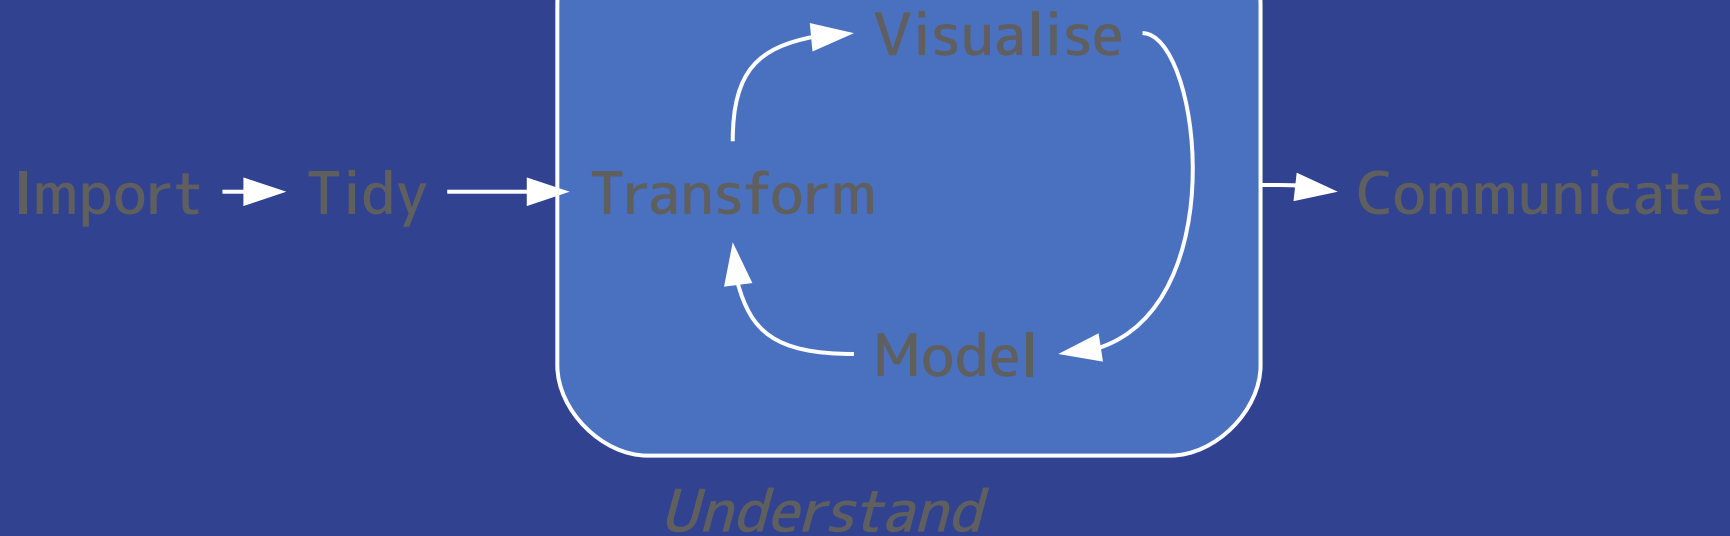 Visualise
Import Tidy Transform Communicate
Model
Understand